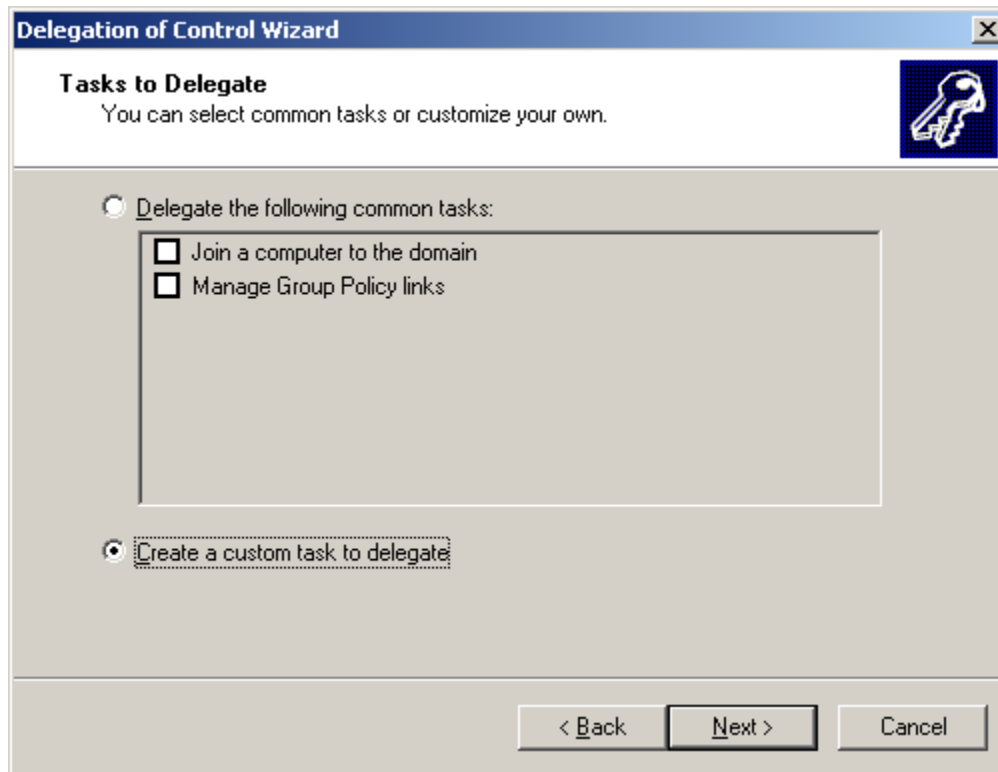 Delegation of Control Wizard
Tasks to Delegate
You can select common tasks or customize your own.
Delegate the following common tasks:
Join a computer to the domain
Manage Group Policy links
Create a custom task to delegate
< Back Next > Cancel